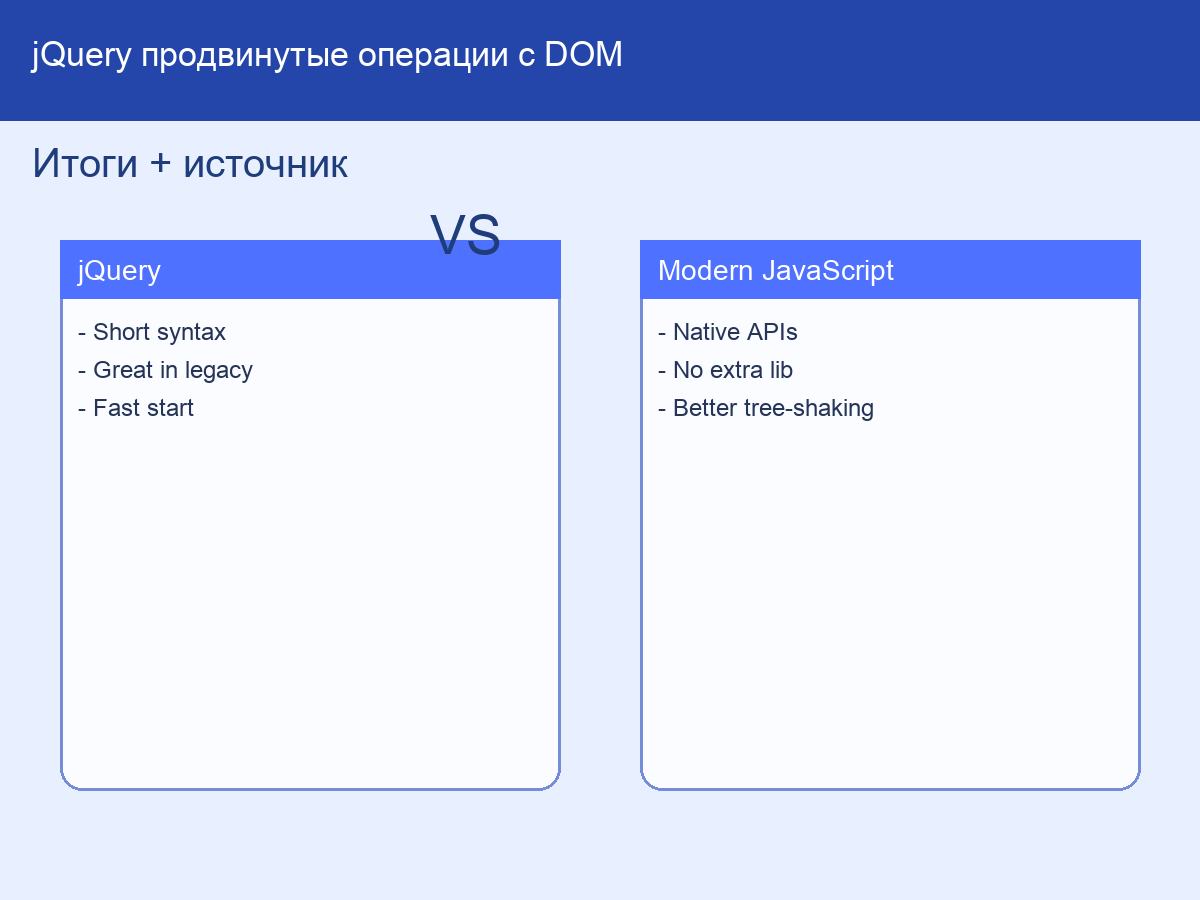 jQuery продвинутые операции с DOM
Итоги + источник
VS
jQuery
- Short syntax
- Great in legacy
- Fast start
Modern JavaScript
- Native APIs
- No extra lib
- Better tree-shaking